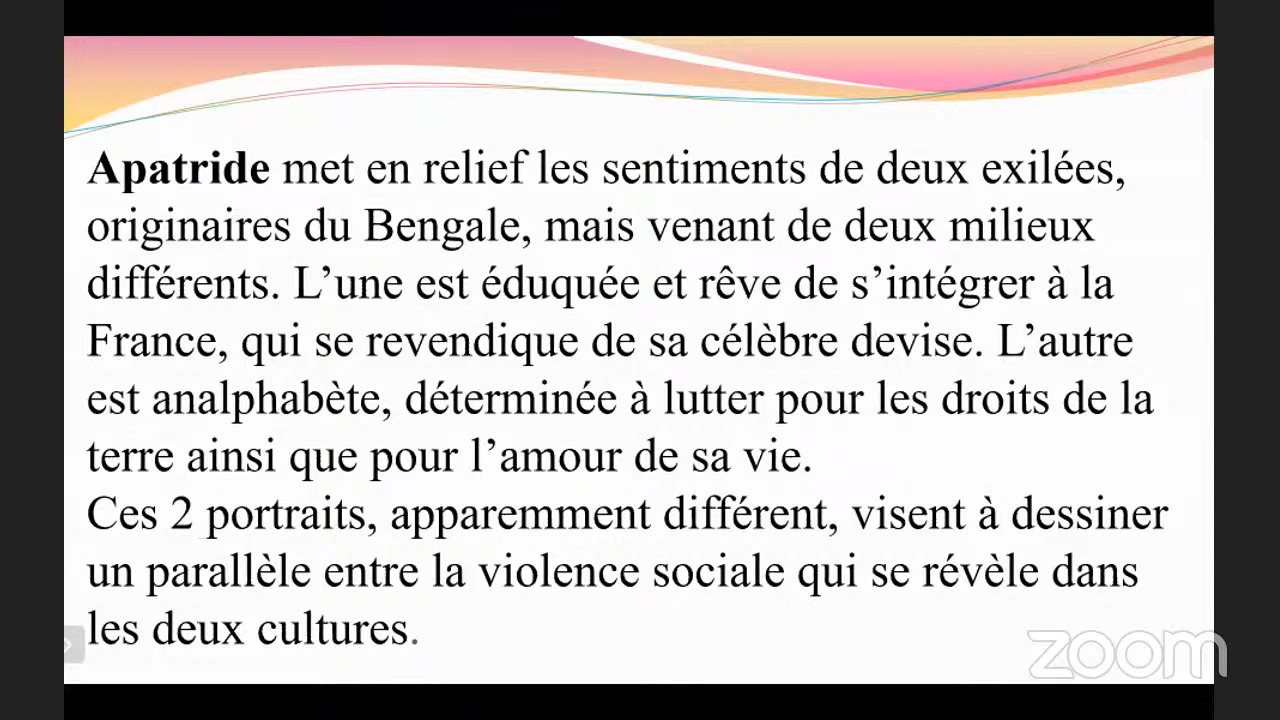 Apatride met en relief les sentiments de deux exilées,
originaires du Bengale, mais venant de deux milieux
différents. L’une est éduquée et rêve de s’intégrer à la
France, qui se revendique de sa célèbre devise. L’autre
est analphabète, déterminée à lutter pour les droits de la
terre ainsi que pour l’amour de sa vie.
Ces 2 portraits, apparemment différent, visent à dessiner
un parallèle entre la violence sociale qui se révèle dans
les deux cultures.
zoom